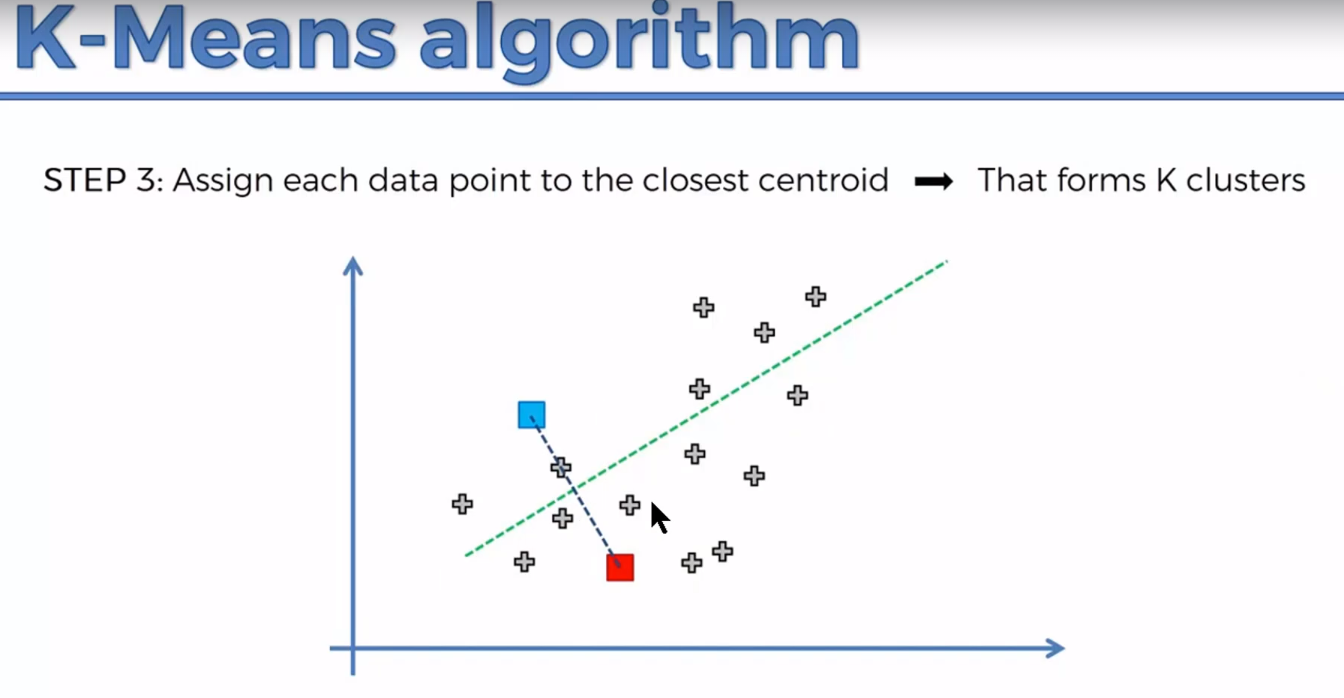 K-Means algorithm
STEP 3: Assign each data point to the closest centroid ➡ That forms K clusters